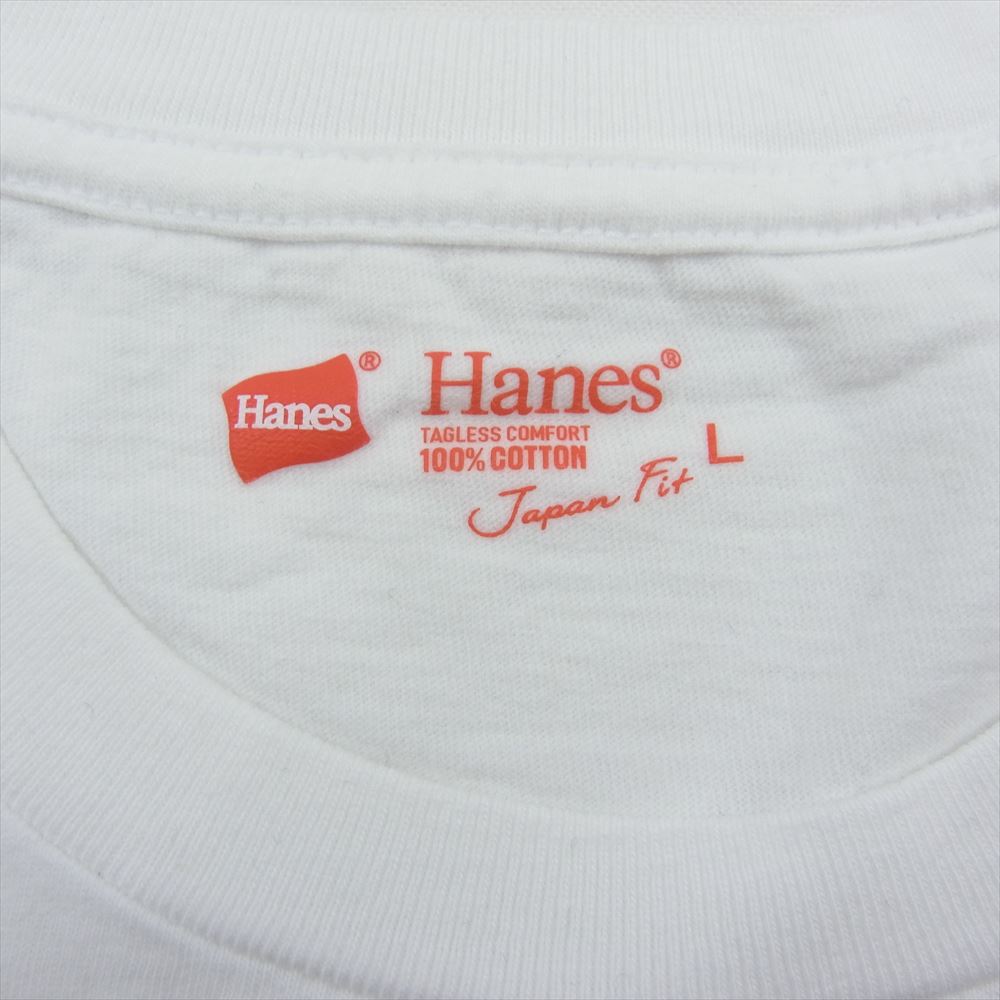 Hanes®
Hanes®
TAGLESS COMFORT
100% COTTON
Japan Fit
L